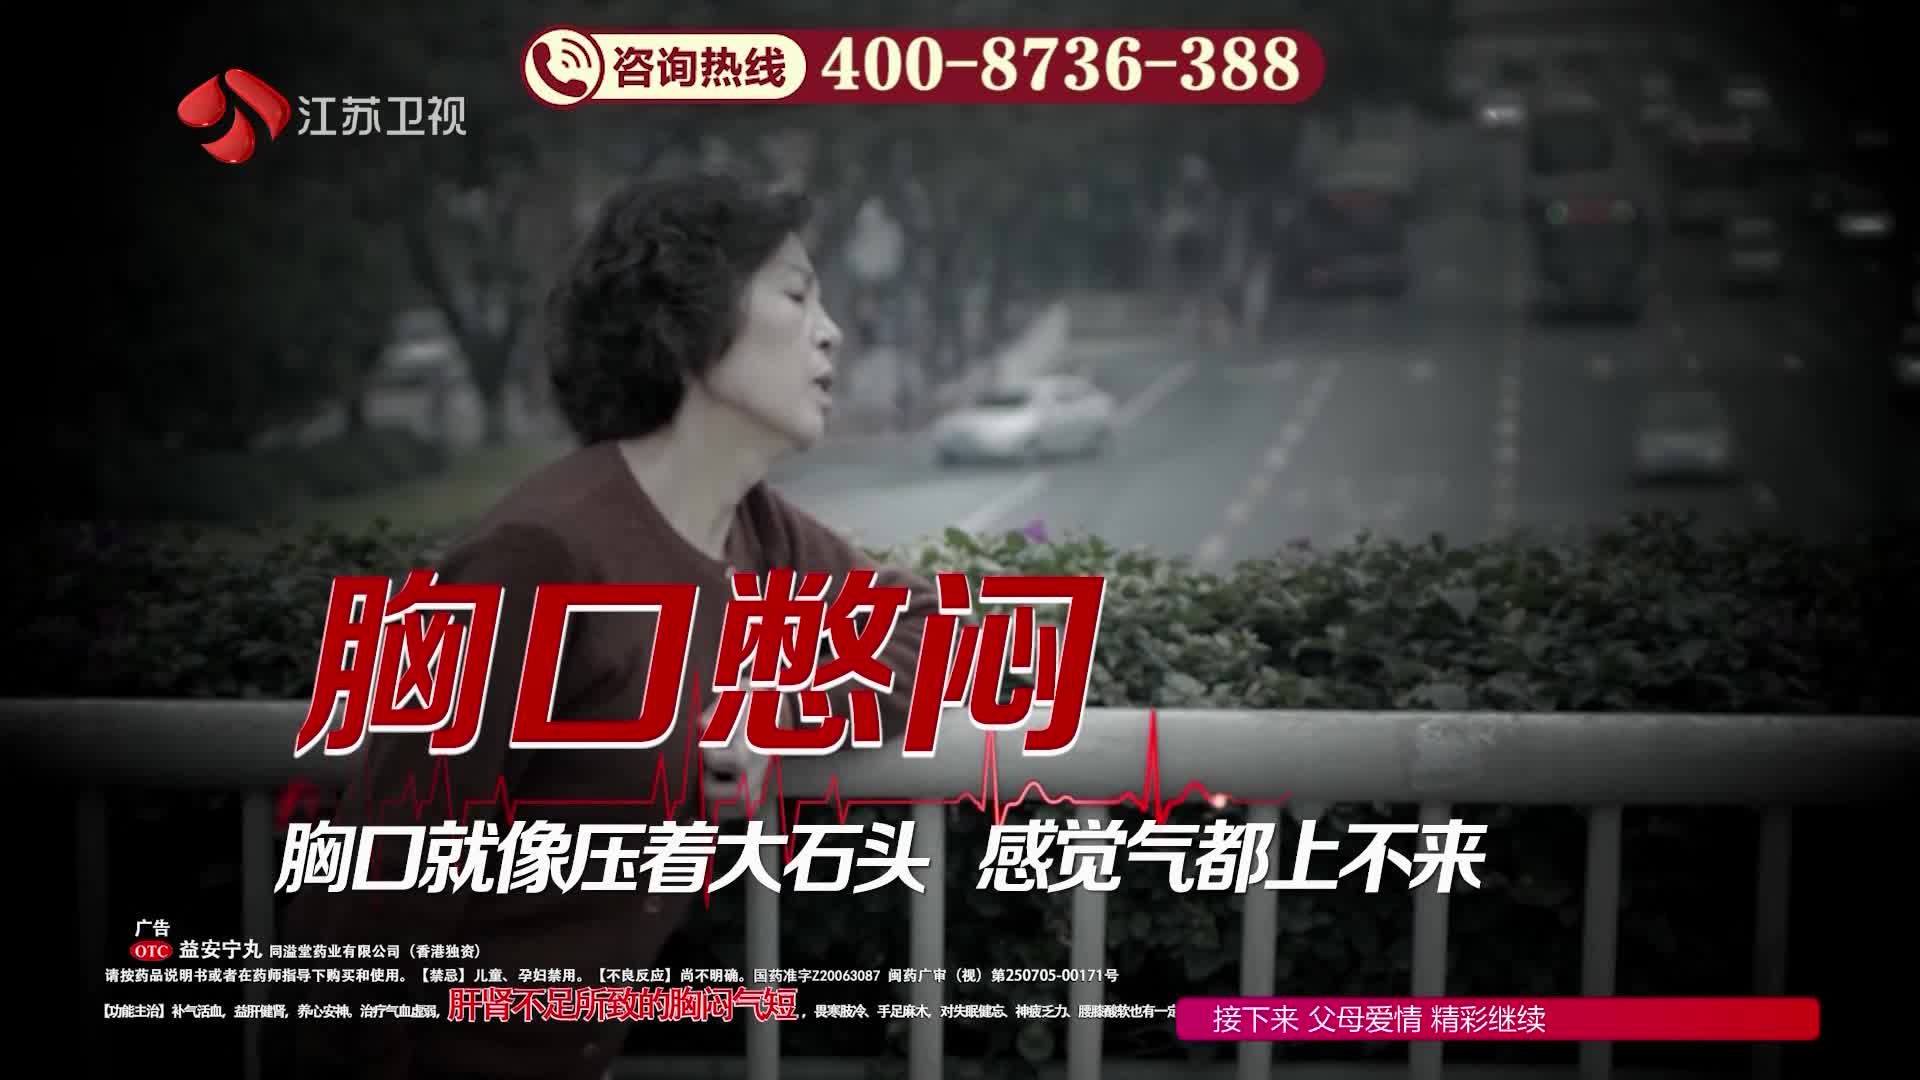 咨询热线 400-8736-388
江苏卫视
胸口憋闷
胸口就像压着大石头 感觉气都上不来
广告
OTC 益安宁丸 同溢堂药业有限公司（香港独资）
请按药品说明书或者在药师指导下购买和使用。【禁忌】儿童、孕妇禁用。【不良反应】尚不明确。国药准字Z20063087 闽药广审（视）第250705-00171号
【功能主治】补气活血，益肝健肾，养心安神。治疗气血虚弱，肝肾不足所致的胸闷气短，畏寒肢冷、手足麻木，对失眠健忘、神疲乏力、腰膝酸软也有一定
接下来 父母爱情 精彩继续